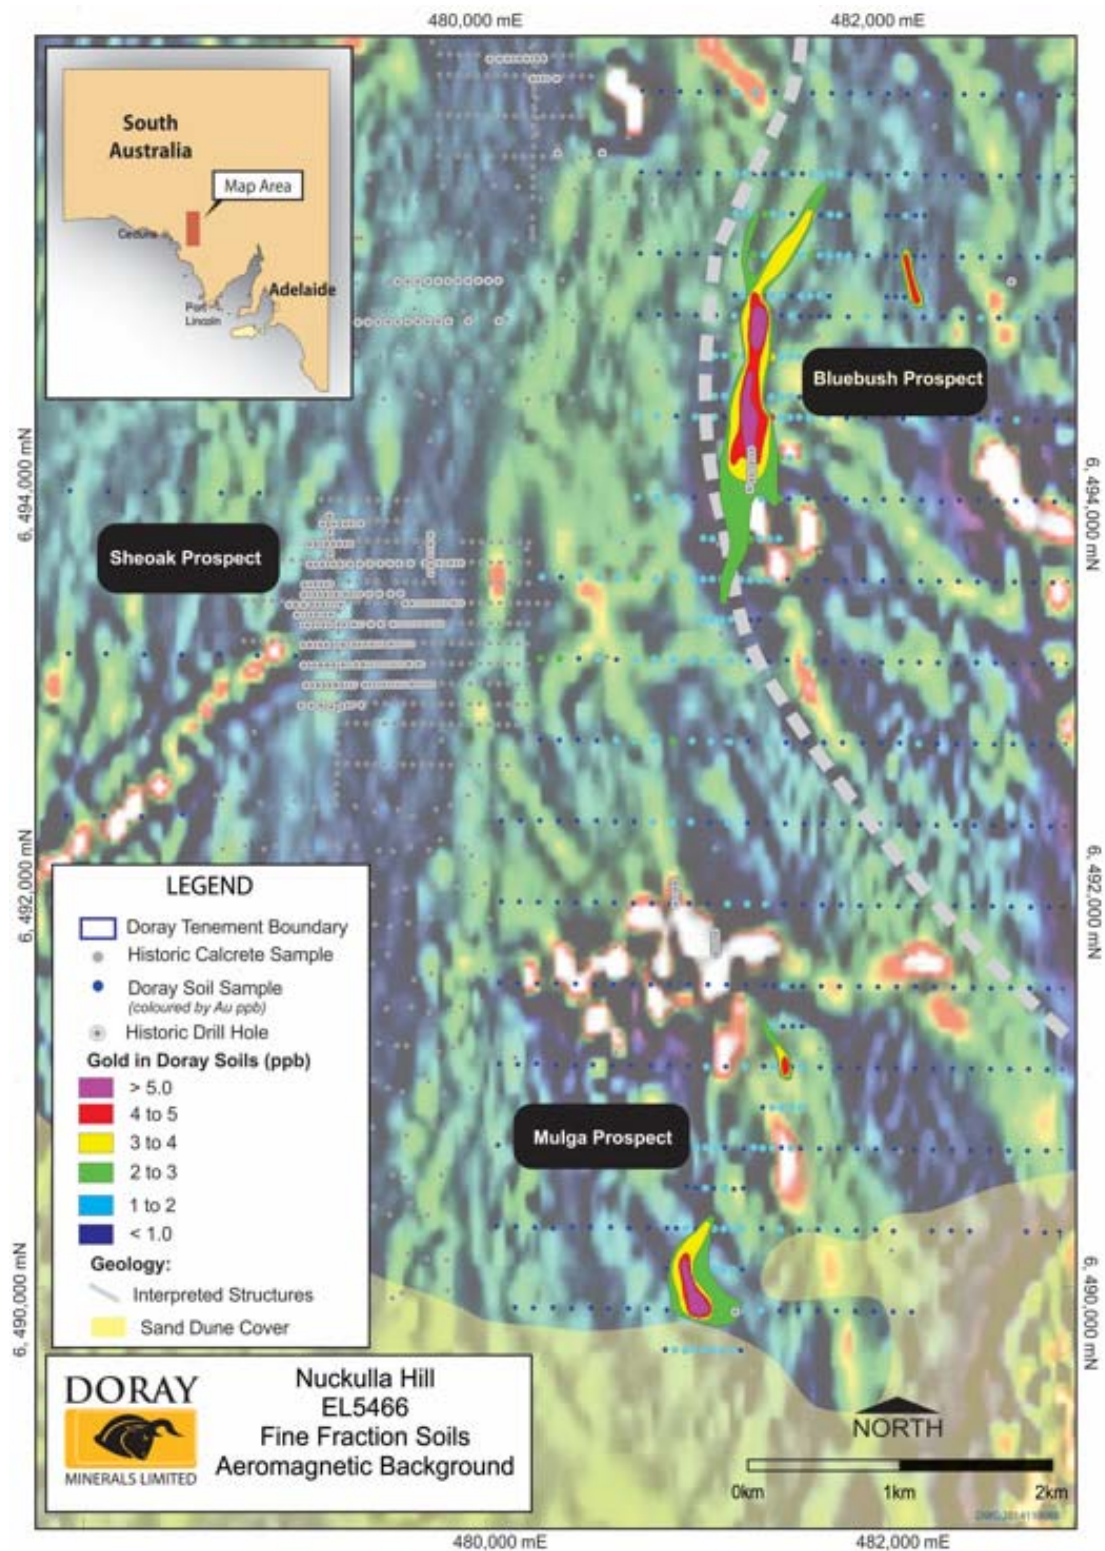 480,000 mE
482,000 mE
South
Australia
Map Area
Ceduna
Port
Lincoln
Adelaide
Bluebush Prospect
6, 494,000 mN
6, 494,000 mN
Sheoak Prospect
6, 492,000 mN
6, 492,000 mN
LEGEND
Doray Tenement Boundary
Historic Calcrete Sample
Doray Soil Sample
(coloured by Au ppb)
Historic Drill Hole
Gold in Doray Soils (ppb)
> 5.0
4 to 5
3 to 4
2 to 3
1 to 2
< 1.0
Geology:
Interpreted Structures
Sand Dune Cover
Mulga Prospect
6, 490,000 mN
6, 490,000 mN
DORAY
MINERALS LIMITED
Nuckulla Hill
EL5466
Fine Fraction Soils
Aeromagnetic Background
NORTH
0km
1km
2km
480,000 mE
482,000 mE